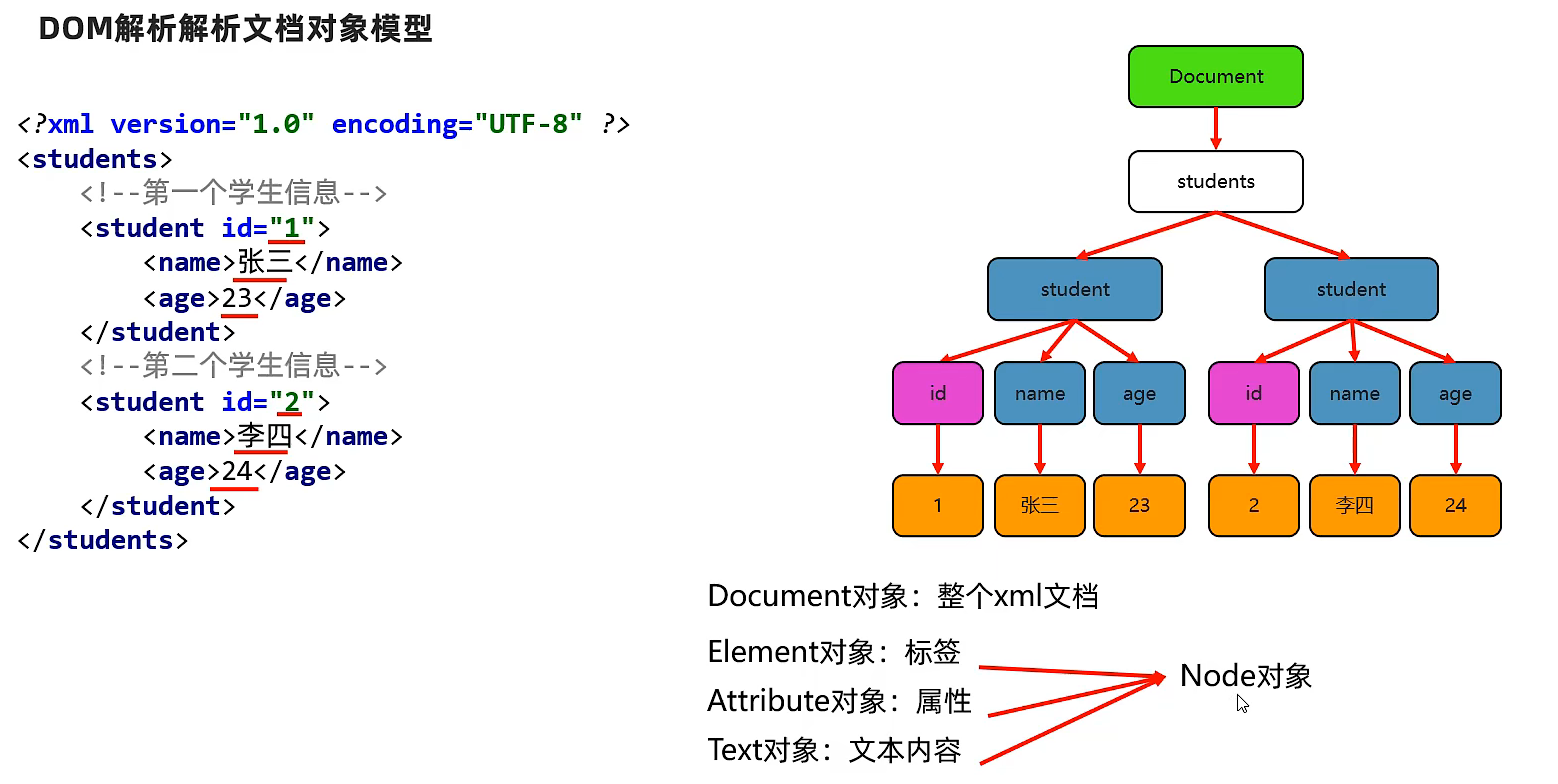 DOM解析解析文档对象模型
<?xml version="1.0" encoding="UTF-8" ?>
<students>
<!--第一个学生信息-->
<student id="1">
<name>张三</name>
<age>23</age>
</student>
<!--第二个学生信息-->
<student id="2">
<name>李四</name>
<age>24</age>
</student>
</students>
Document
students
student student
id name age id name age
1 张三 23 2 李四 24
Document对象：整个xml文档
Element对象：标签
Attribute对象：属性
Text对象：文本内容
Node对象